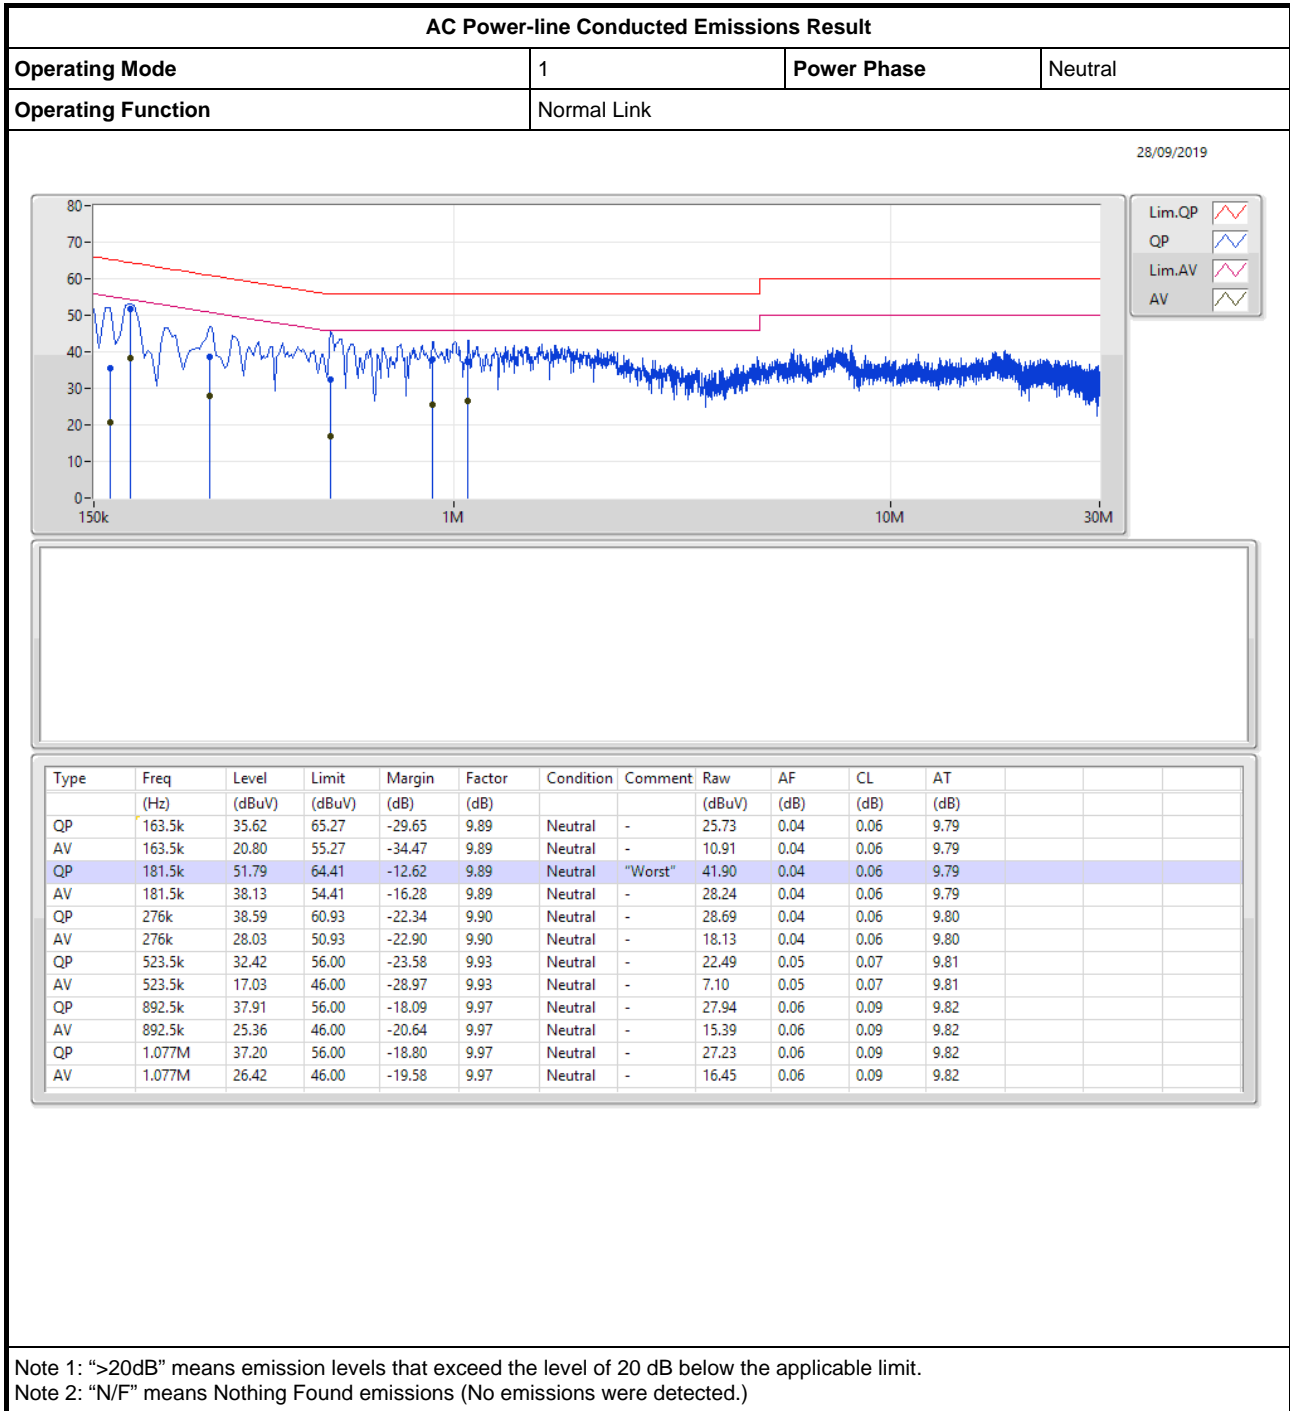 AC Power-line Conducted Emissions Result
Operating Mode 1 Power Phase Neutral
Operating Function Normal Link
28/09/2019
80
70
60
50
40
30
20
10
0
150k 1M 10M 30M
Lim.QP
QP
Lim.AV
AV
Type Freq Level Limit Margin Factor Condition Comment Raw AF CL AT
(Hz) (dBuV) (dBuV) (dB) (dB) (dBuV) (dB) (dB) (dB)
QP 163.5k 35.62 65.27 -29.65 9.89 Neutral - 25.73 0.04 0.06 9.79
AV 163.5k 20.80 55.27 -34.47 9.89 Neutral - 10.91 0.04 0.06 9.79
QP 181.5k 51.79 64.41 -12.62 9.89 Neutral "Worst" 41.90 0.04 0.06 9.79
AV 181.5k 38.13 54.41 -16.28 9.89 Neutral - 28.24 0.04 0.06 9.79
QP 276k 38.59 60.93 -22.34 9.90 Neutral - 28.69 0.04 0.06 9.80
AV 276k 28.03 50.93 -22.90 9.90 Neutral - 18.13 0.04 0.06 9.80
QP 523.5k 32.42 56.00 -23.58 9.93 Neutral - 22.49 0.05 0.07 9.81
AV 523.5k 17.03 46.00 -28.97 9.93 Neutral - 7.10 0.05 0.07 9.81
QP 892.5k 37.91 56.00 -18.09 9.97 Neutral - 27.94 0.06 0.09 9.82
AV 892.5k 25.36 46.00 -20.64 9.97 Neutral - 15.39 0.06 0.09 9.82
QP 1.077M 37.20 56.00 -18.80 9.97 Neutral - 27.23 0.06 0.09 9.82
AV 1.077M 26.42 46.00 -19.58 9.97 Neutral - 16.45 0.06 0.09 9.82
Note 1: “>20dB” means emission levels that exceed the level of 20 dB below the applicable limit.
Note 2: “N/F” means Nothing Found emissions (No emissions were detected.)